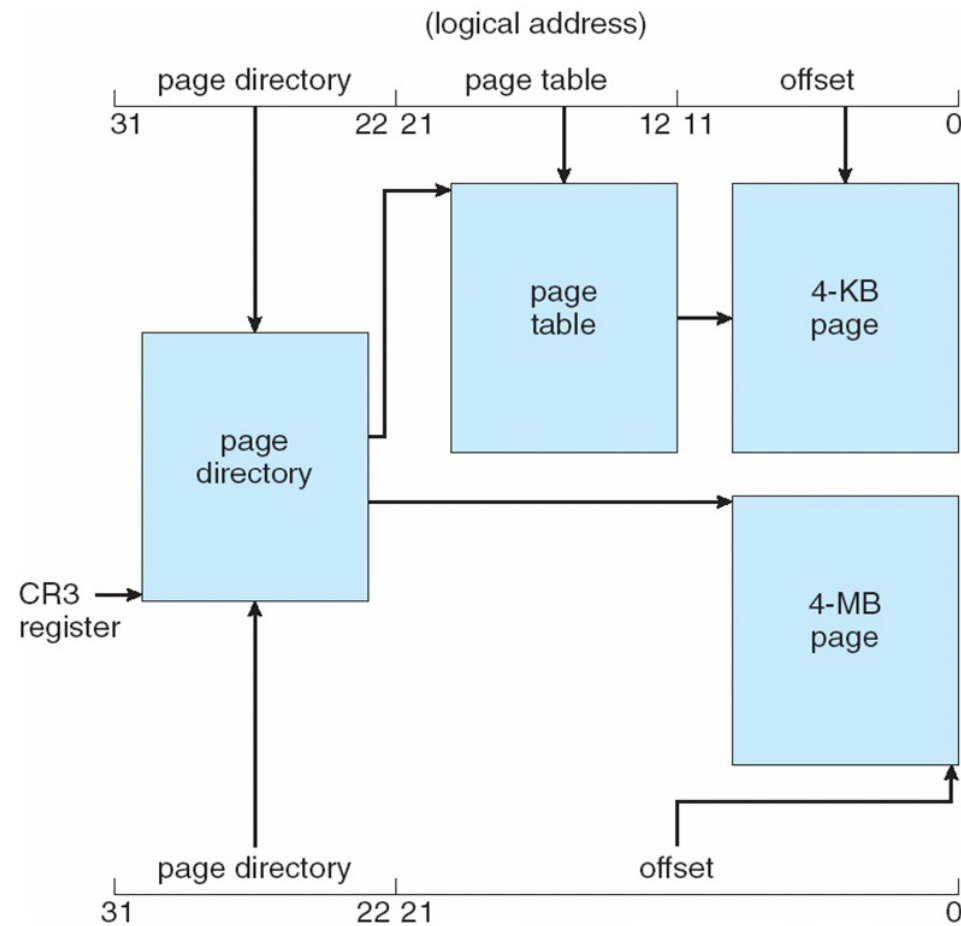 (logical address)
page directory page table offset
31 22 21 12 11 0
page
table
4-KB
page
page
directory
CR3
register
4-MB
page
page directory offset
31 22 21 0